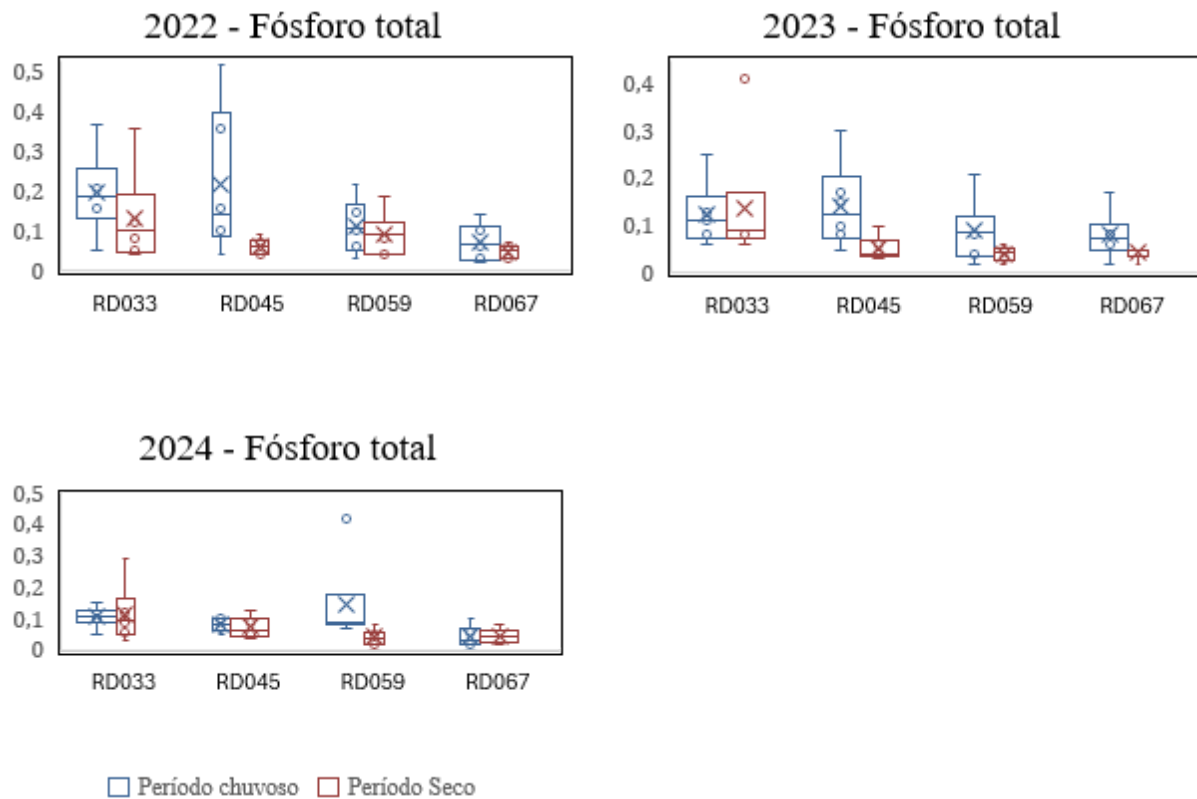 2022 - Fósforo total
0,5
0,4
0,3
0,2
0,1
0
RD033 RD045 RD059 RD067
2023 - Fósforo total
0,4
0,3
0,2
0,1
0
RD033 RD045 RD059 RD067
2024 - Fósforo total
0,5
0,4
0,3
0,2
0,1
0
RD033 RD045 RD059 RD067
Período chuvoso Período Seco